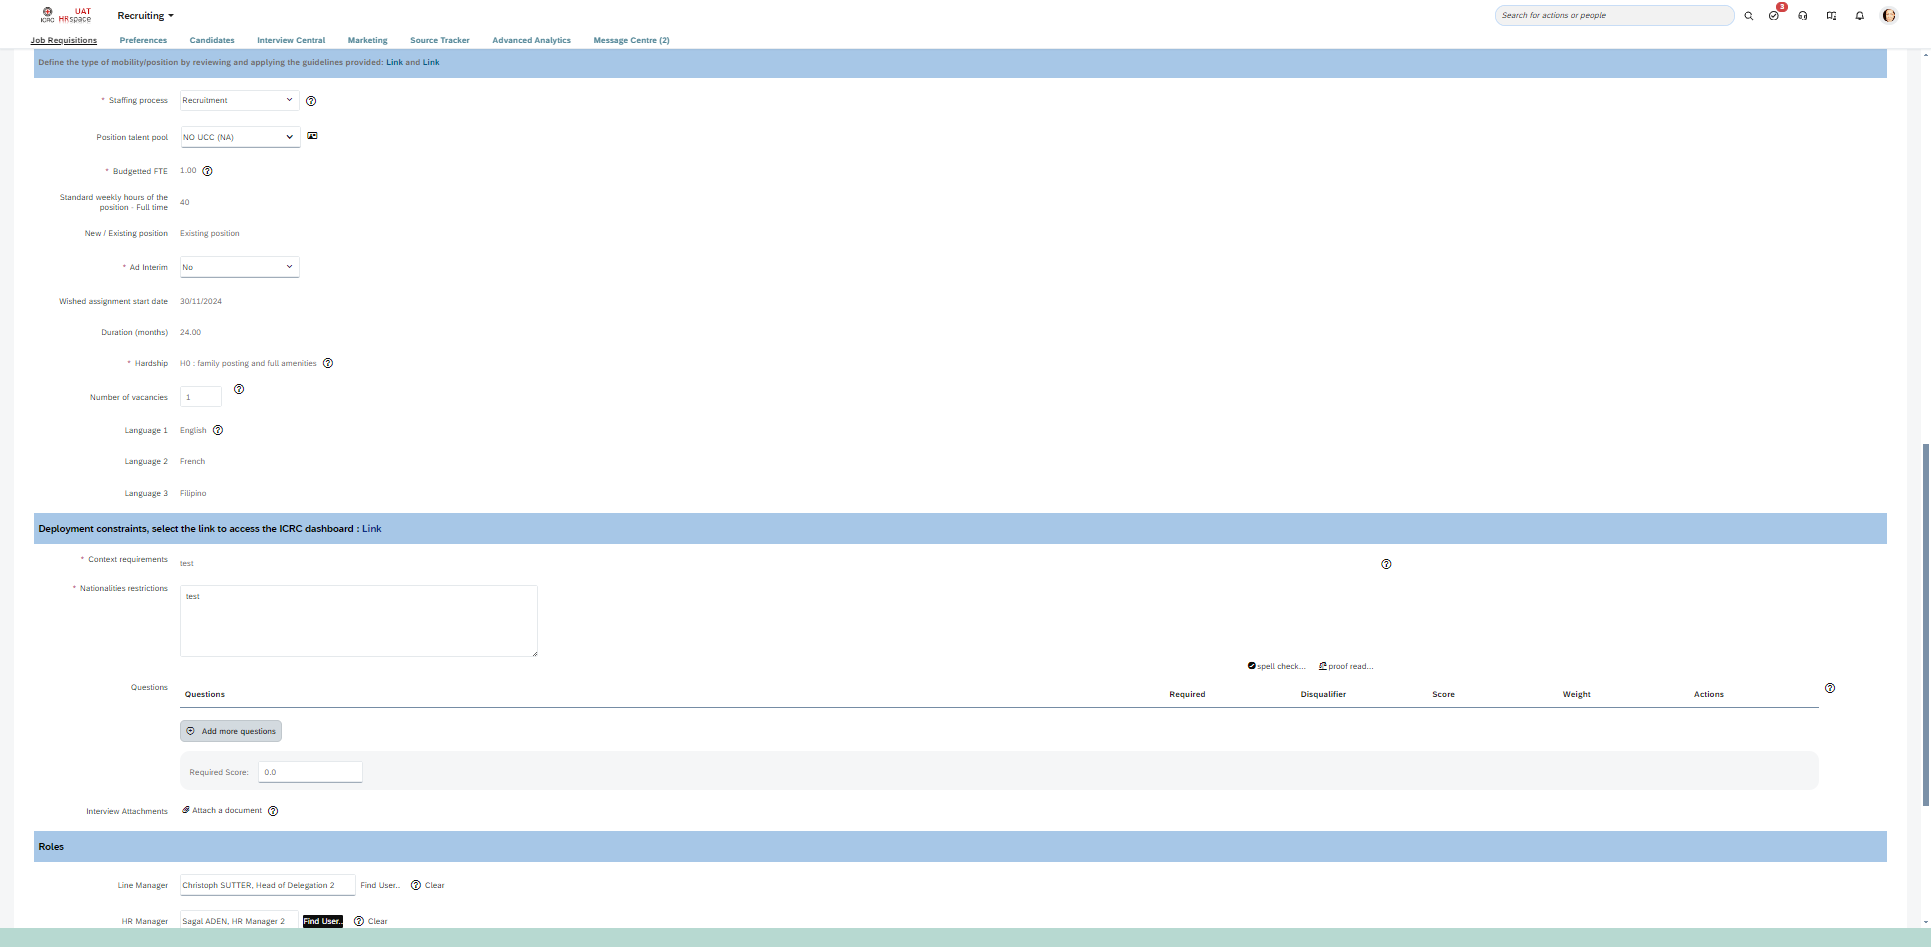 UAT
ICRC HRspace
Recruiting
Search for actions or people
3
Job Requisitions
Preferences
Candidates
Interview Central
Marketing
Source Tracker
Advanced Analytics
Message Centre (2)
Define the type of mobility/position by reviewing and applying the guidelines provided: Link and Link
* Staffing process Recruitment
Position talent pool NO UCC (NA)
* Budgetted FTE 1.00
Standard weekly hours of the
position - Full time 40
New / Existing position Existing position
* Ad Interim No
Wished assignment start date 30/11/2024
Duration (months) 24.00
* Hardship H0 : family posting and full amenities
Number of vacancies 1
Language 1 English
Language 2 French
Language 3 Filipino
Deployment constraints, select the link to access the ICRC dashboard : Link
* Context requirements test
* Nationalities restrictions test
spell check... proof read...
Questions Questions Required Disqualifier Score Weight Actions
Add more questions
Required Score: 0.0
Interview Attachments Attach a document
Roles
Line Manager Christoph SUTTER, Head of Delegation 2 Find User.. Clear
HR Manager Sagal ADEN, HR Manager 2 Find User.. Clear